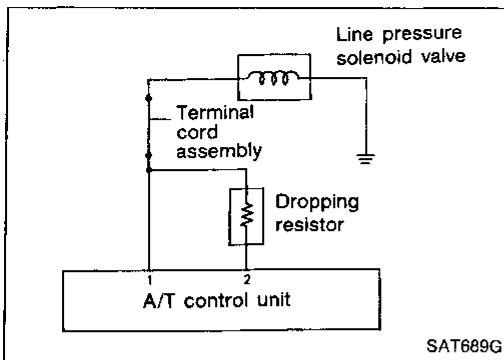 Line pressure
solenoid valve
Terminal
cord
assembly
Dropping
resistor
1
2
A/T control unit
SAT689G